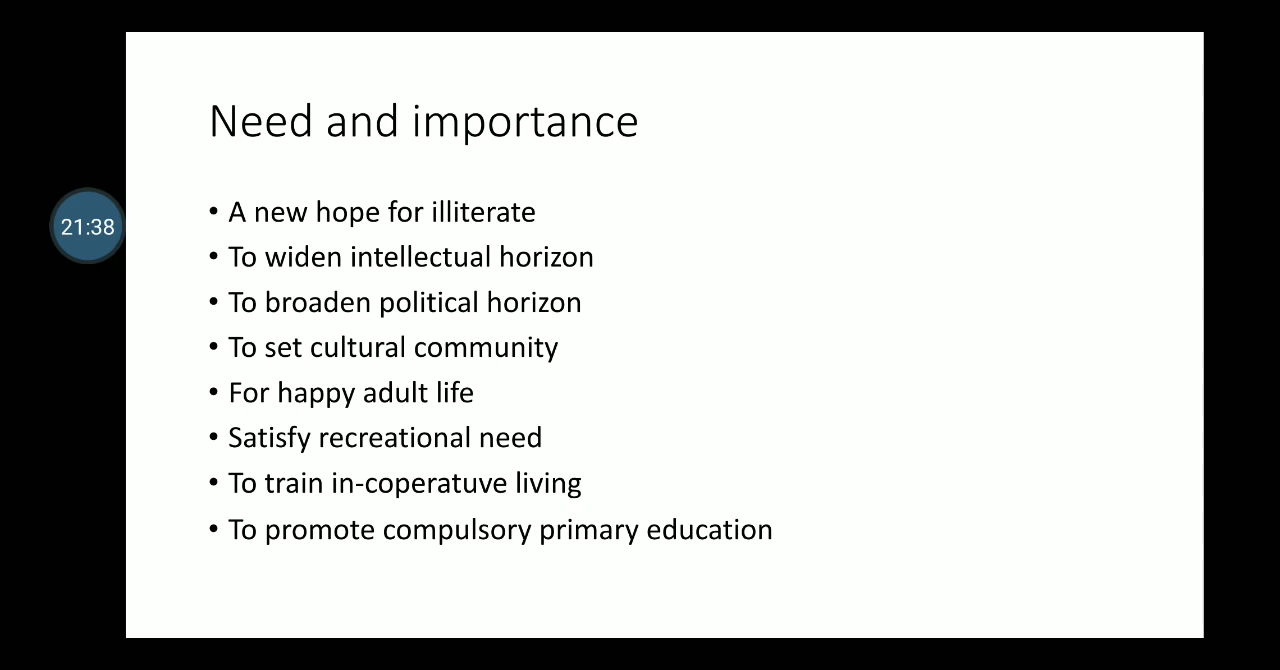 Need and importance
21:38
• A new hope for illiterate
• To widen intellectual horizon
• To broaden political horizon
• To set cultural community
• For happy adult life
• Satisfy recreational need
• To train in-coperatuve living
• To promote compulsory primary education